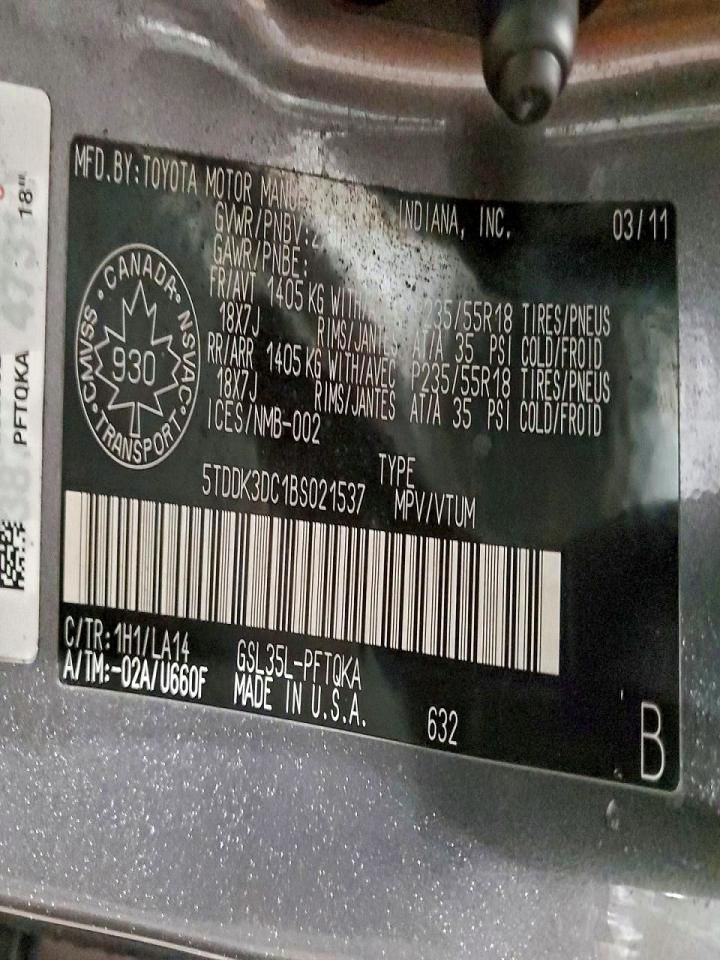 MFD.BY:TOYOTA MOTOR INDIANA, INC. 03/11
GVWR/PNBV:
GAWR/PNBE:
FR/AVT 1405 KG WITH P235/55R18 TIRES/PNEUS
18X7J RIMS/JANTES AT/A 35 PSI COLD/FROID
RR/ARR 1405 KG WITH/AVEC P235/55R18 TIRES/PNEUS
18X7J RIMS/JANTES AT/A 35 PSI COLD/FROID
ICES/NMB-002
CANADA • NSVAC • TRANSPORT • CMVSS •
930
TYPE
5TDDK3DC1BS021537 MPV/VTUM
C/TR:1H1/LA14 GSL35L-PFTQKA
A/TM:-02A/U660F MADE IN U.S.A. 632
B
18"
PFTQKA